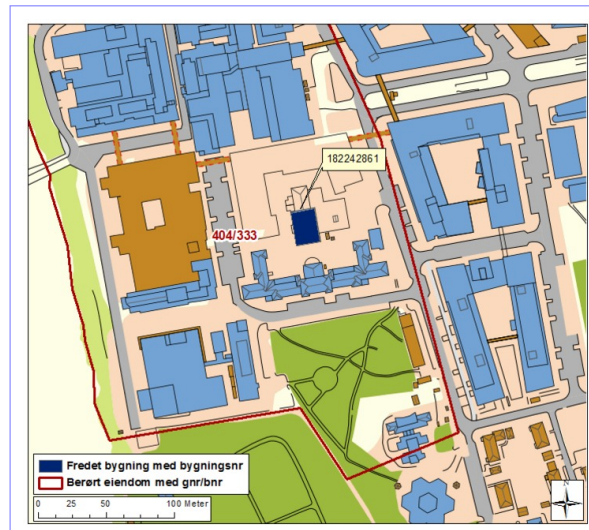 182242861
404/333
Fredet bygning med bygningsnr
Berørt eiendom med gnr/bnr
0 25 50 100 Meter